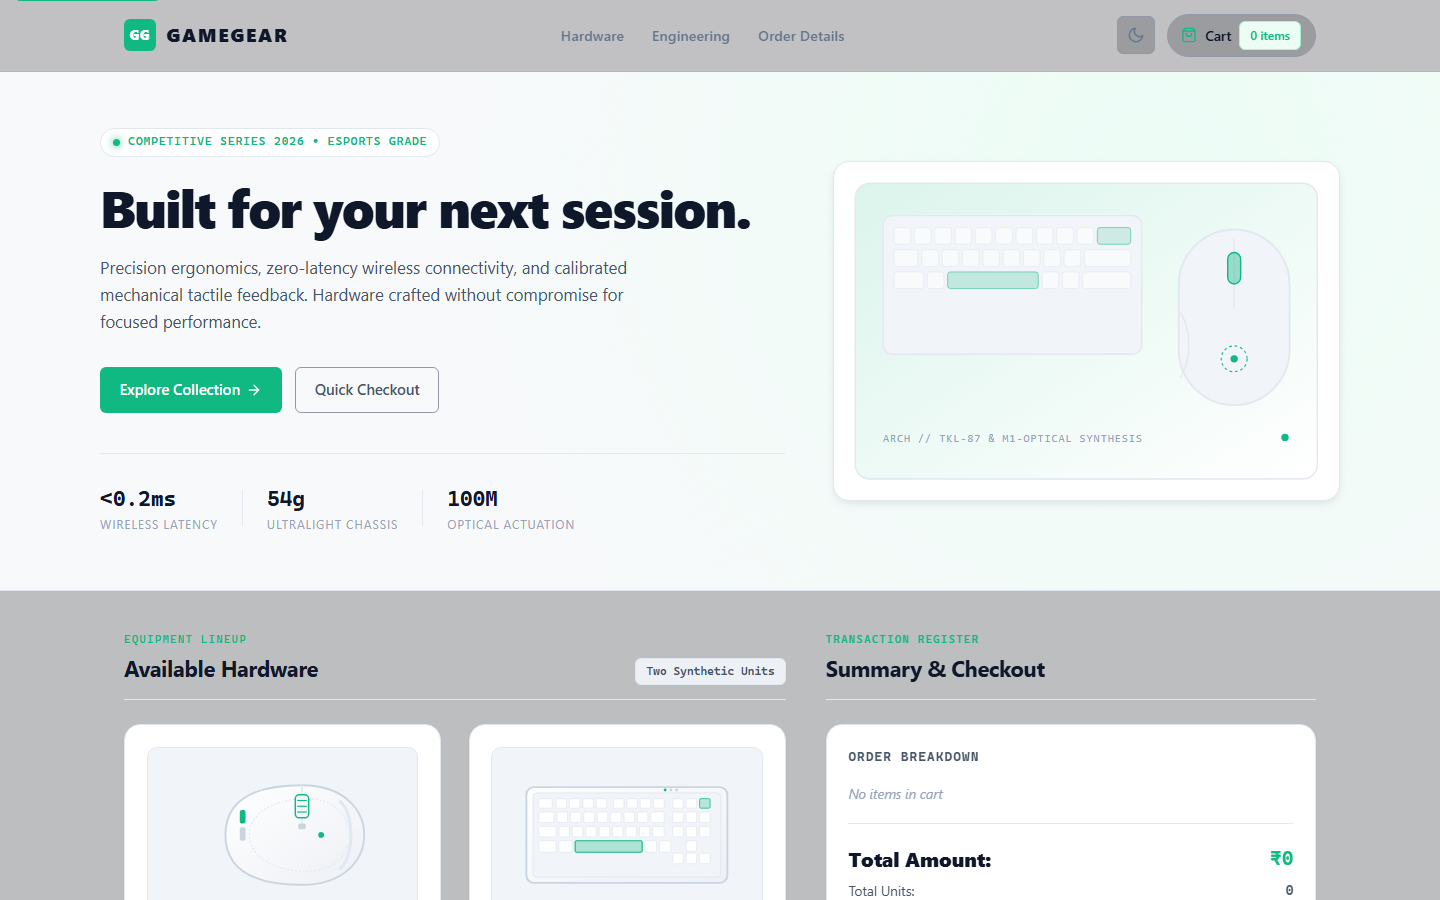 GG GAMEGEAR
Hardware Engineering Order Details
Cart 0 items
COMPETITIVE SERIES 2026 • ESPORTS GRADE
Built for your next session.
Precision ergonomics, zero-latency wireless connectivity, and calibrated
mechanical tactile feedback. Hardware crafted without compromise for
focused performance.
Explore Collection →
Quick Checkout
<0.2ms
WIRELESS LATENCY
54g
ULTRALIGHT CHASSIS
100M
OPTICAL ACTUATION
ARCH // TKL-87 & M1-OPTICAL SYNTHESIS
EQUIPMENT LINEUP
Available Hardware
Two Synthetic Units
TRANSACTION REGISTER
Summary & Checkout
ORDER BREAKDOWN
No items in cart
Total Amount: ₹0
Total Units: 0